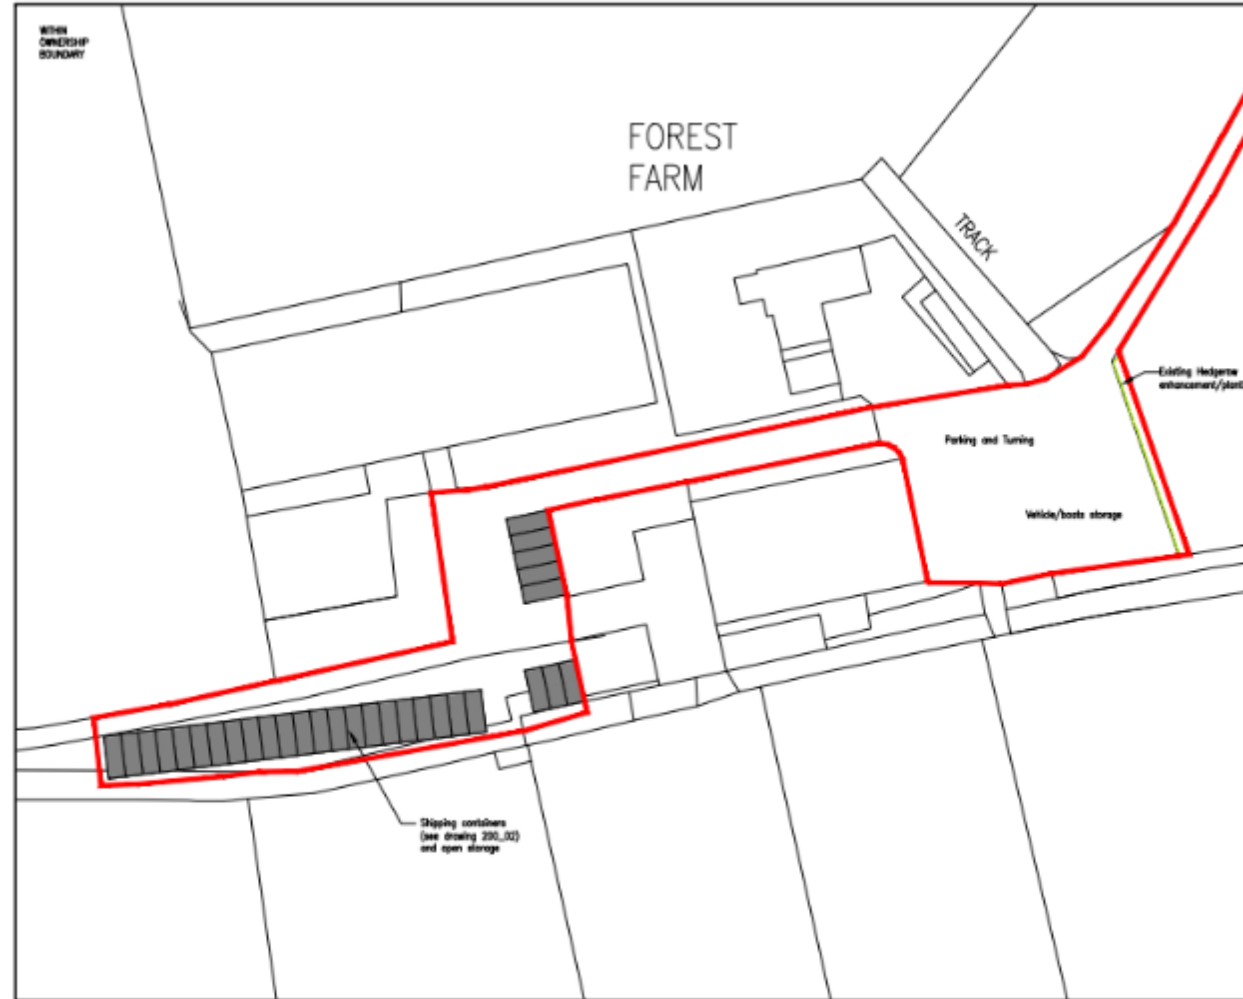 WITHIN
OWNERSHIP
BOUNDARY
FOREST
FARM
TRACK
Existing Hedgerow
enhancement/plant
Parking and Turning
Vehicle/boats storage
Shipping containers
(see drawing 200_02)
and open storage